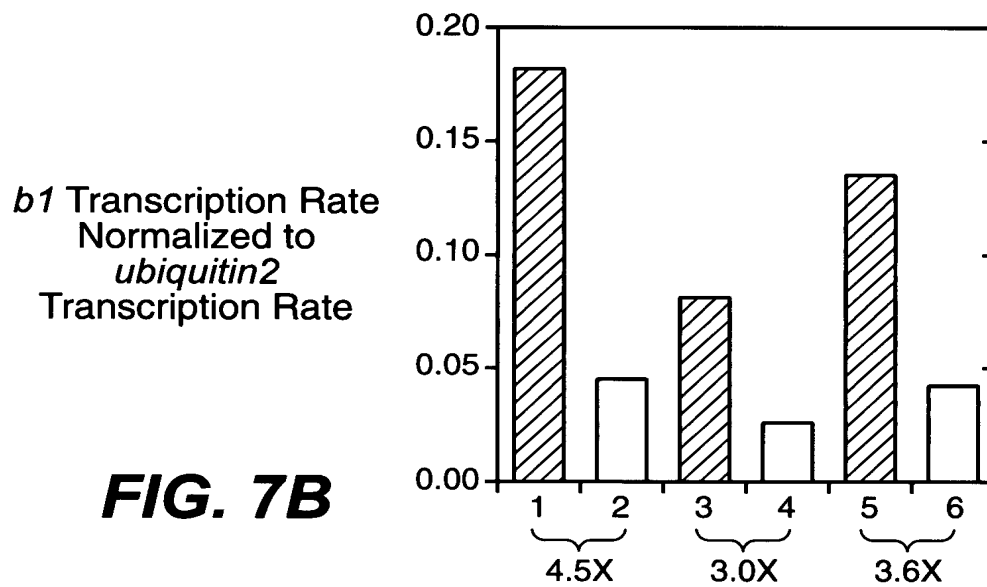 b1 Transcription Rate
Normalized to
ubiquitin2
Transcription Rate
0.20
0.15
0.10
0.05
0.00
1 2 3 4 5 6
4.5X 3.0X 3.6X
FIG. 7B